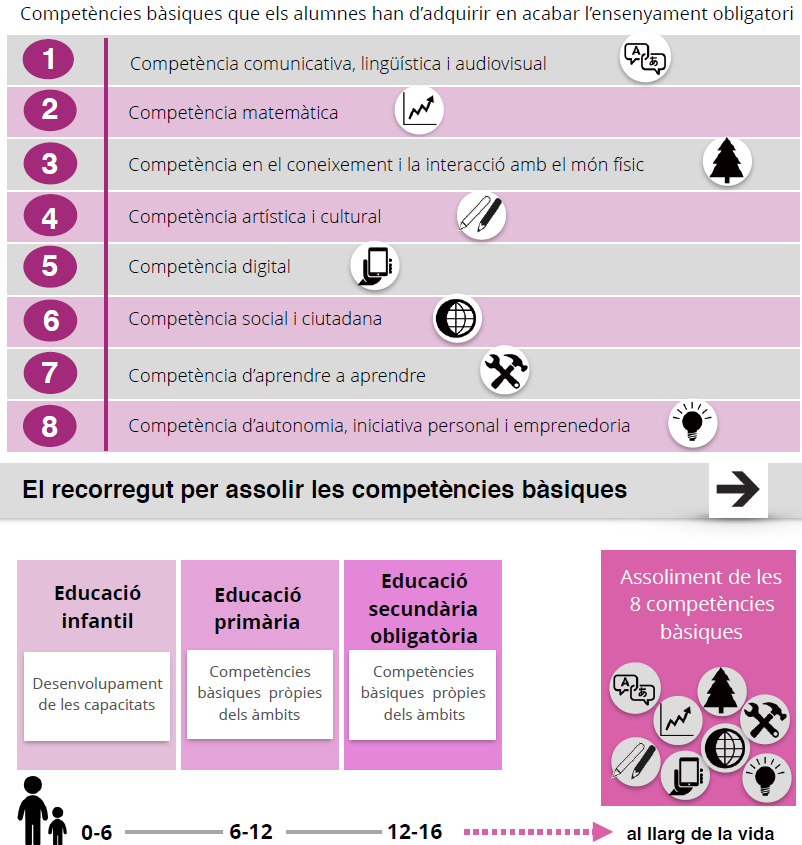 Competències bàsiques que els alumnes han d’adquirir en acabar l’ensenyament obligatori
1 Competència comunicativa, lingüística i audiovisual
2 Competència matemàtica
3 Competència en el coneixement i la interacció amb el món físic
4 Competència artística i cultural
5 Competència digital
6 Competència social i ciutadana
7 Competència d’aprendre a aprendre
8 Competència d’autonomia, iniciativa personal i emprenedoria
El recorregut per assolir les competències bàsiques
Educació
infantil
Desenvolupament
de les capacitats
Educació
primària
Competències
bàsiques pròpies
dels àmbits
Educació
secundària
obligatòria
Competències
bàsiques pròpies
dels àmbits
Assoliment de les
8 competències
bàsiques
0-6
6-12
12-16
al llarg de la vida